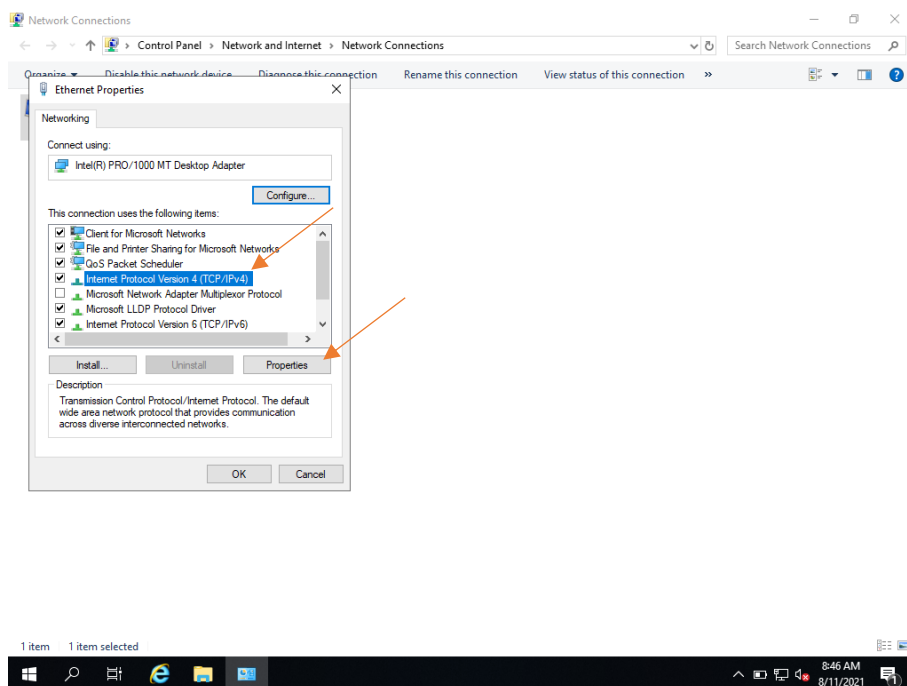 Network Connections
Control Panel > Network and Internet > Network Connections
Search Network Connections
Organize Disable this network device Diagnose this connection Rename this connection View status of this connection »
Ethernet Properties
Networking
Connect using:
Intel(R) PRO/1000 MT Desktop Adapter
Configure...
This connection uses the following items:
Client for Microsoft Networks
File and Printer Sharing for Microsoft Networks
QoS Packet Scheduler
Internet Protocol Version 4 (TCP/IPv4)
Microsoft Network Adapter Multiplexor Protocol
Microsoft LLDP Protocol Driver
Internet Protocol Version 6 (TCP/IPv6)
Install... Uninstall Properties
Description
Transmission Control Protocol/Internet Protocol. The default
wide area network protocol that provides communication
across diverse interconnected networks.
OK Cancel
1 item 1 item selected
8:46 AM
8/11/2021
1